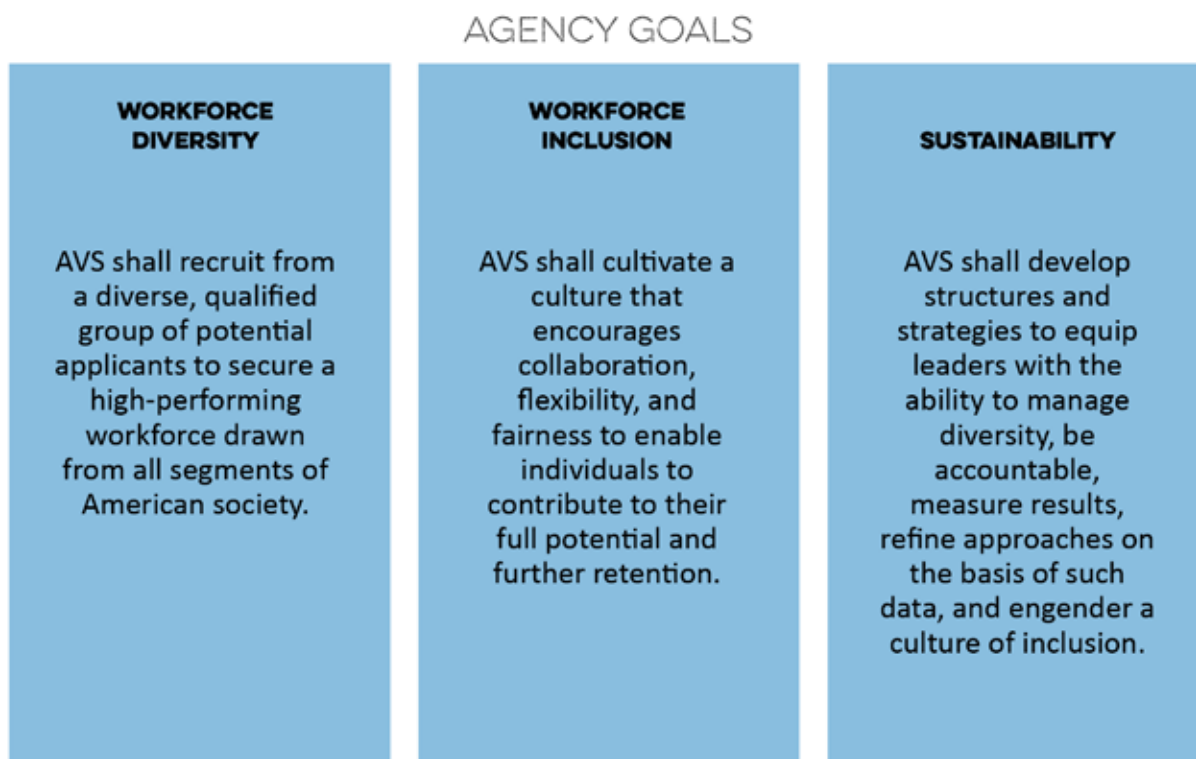 AGENCY GOALS
WORKFORCE
DIVERSITY
AVS shall recruit from
a diverse, qualified
group of potential
applicants to secure a
high-performing
workforce drawn
from all segments of
American society.
WORKFORCE
INCLUSION
AVS shall cultivate a
culture that
encourages
collaboration,
flexibility, and
fairness to enable
individuals to
contribute to their
full potential and
further retention.
SUSTAINABILITY
AVS shall develop
structures and
strategies to equip
leaders with the
ability to manage
diversity, be
accountable,
measure results,
refine approaches on
the basis of such
data, and engender a
culture of inclusion.